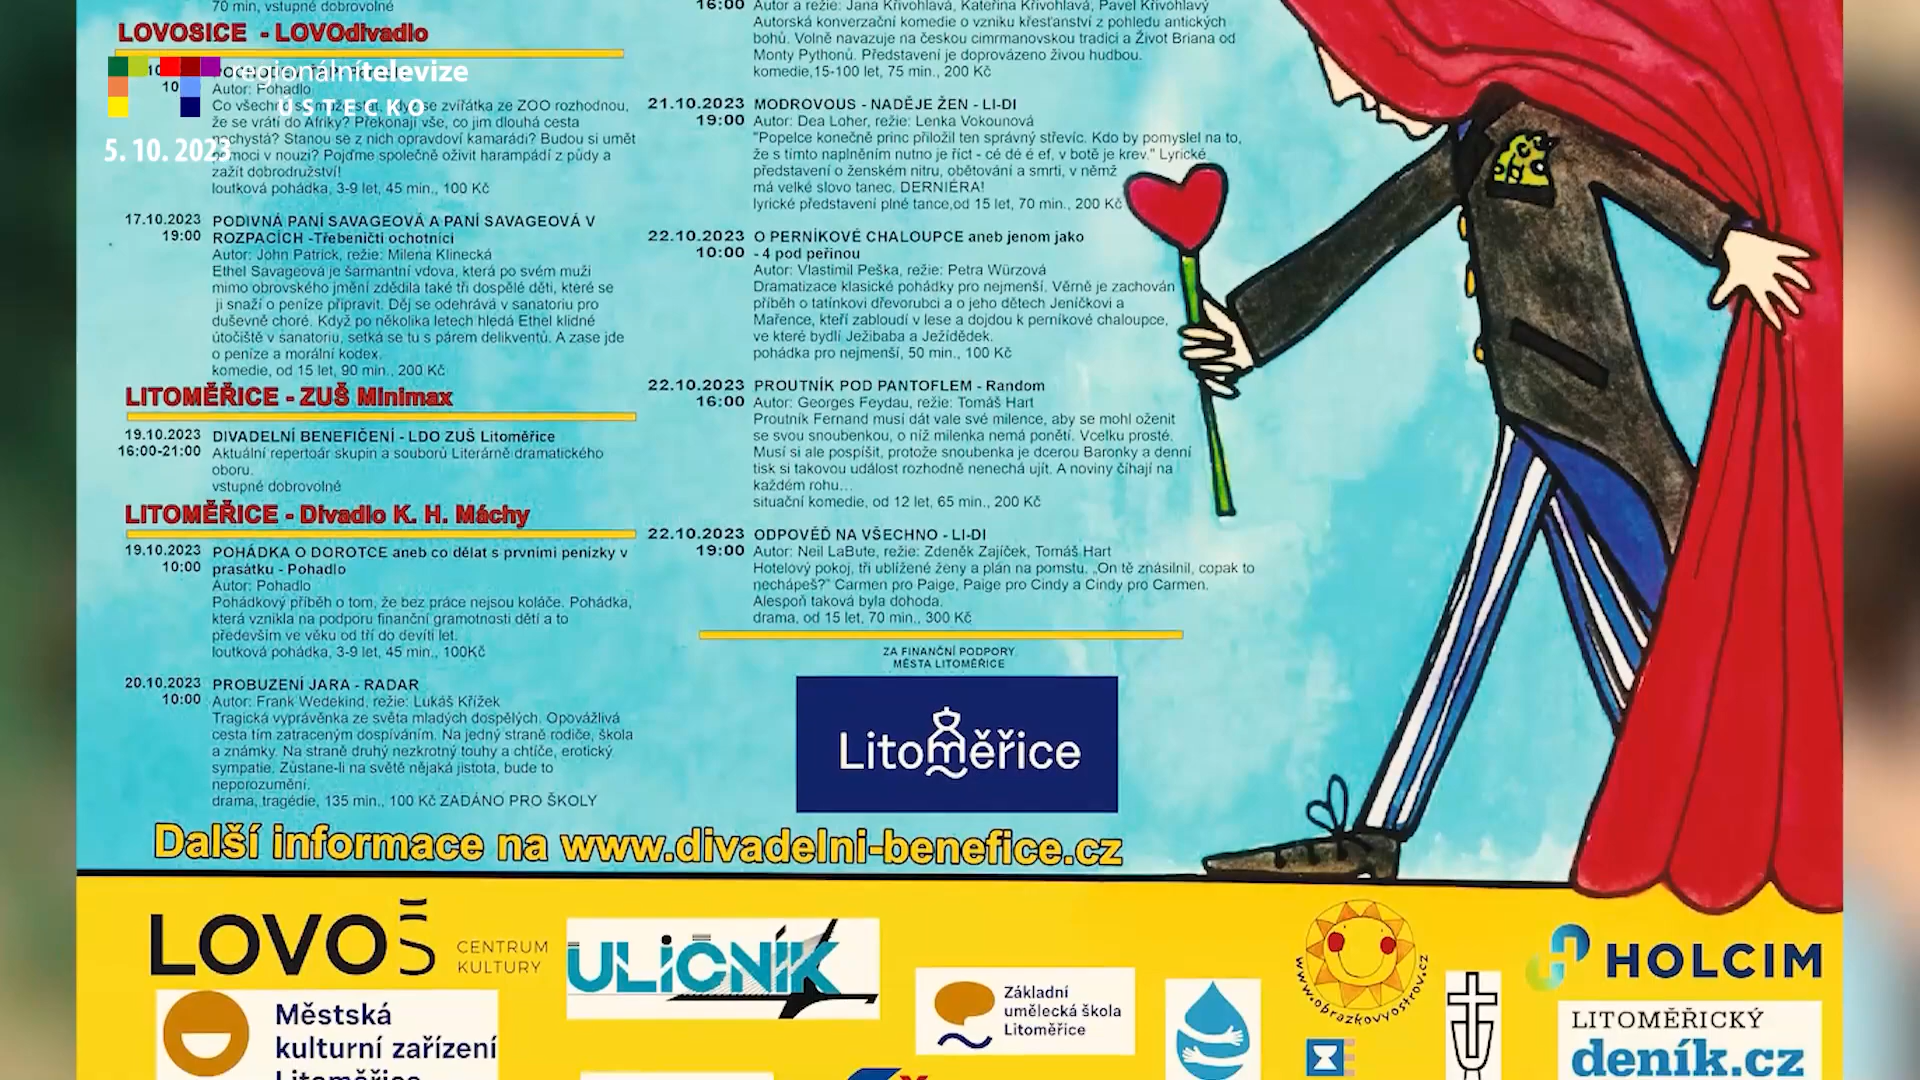 70 min, vstupné dobrovolné
LOVOSICE - LOVOdivadlo
regionálnítelevize
ÚSTECKO
5. 10. 2023
10
10
Autor: Pohadlo
Co všechno se může stát, když se zvířátka ze ZOO rozhodnou,
že se vrátí do Afriky? Překonají vše, co jim dlouhá cesta
nachystá? Stanou se z nich opravdoví kamarádi? Budou si umět
pomoci v nouzi? Pojďme společně oživit harampádí z půdy a
zažít dobrodružství!
loutková pohádka, 3-9 let, 45 min., 100 Kč
17.10.2023 PODIVNÁ PANÍ SAVAGEOVÁ A PANÍ SAVAGEOVÁ V
19:00 ROZPACÍCH -Třebeničtí ochotníci
Autor: John Patrick, režie: Milena Klinecká
Ethel Savageová je šarmantní vdova, která po svém muži
mimo obrovského jmění zdědila také tři dospělé děti, které se
ji snaží o peníze připravit. Děj se odehrává v sanatoriu pro
duševně choré. Když po několika letech hledá Ethel klidné
útočiště v sanatoriu, setká se tu s párem delikventů. A zase jde
o peníze a morální kodex.
komedie, od 15 let, 90 min., 200 Kč
LITOMĚŘICE - ZUŠ Minimax
19.10.2023 DIVADELNÍ BENEFIČENÍ - LDO ZUŠ Litoměřice
16:00-21:00 Aktuální repertoár skupin a souborů Literárně dramatického
oboru.
vstupné dobrovolné
LITOMĚŘICE - Divadlo K. H. Máchy
19.10.2023 POHÁDKA O DOROTCE aneb co dělat s prvními penízky v
10:00 prasátku - Pohadlo
Autor: Pohadlo
Pohádkový příběh o tom, že bez práce nejsou koláče. Pohádka,
která vznikla na podporu finanční gramotnosti dětí a to
především ve věku od tří do devíti let.
loutková pohádka, 3-9 let, 45 min., 100Kč
20.10.2023 PROBUZENÍ JARA - RADAR
10:00 Autor: Frank Wedekind, režie: Lukáš Křížek
Tragická vyprávěnka ze světa mladých dospělých. Opovážlivá
cesta tím zatraceným dospíváním. Na jedný straně rodiče, škola
a známky. Na straně druhý nezkrotný touhy a chtíče, erotický
sympatie. Zůstane-li na světě nějaká jistota, bude to
neporozumění.
drama, tragédie, 135 min., 100 Kč ZADÁNO PRO ŠKOLY
16:00 Autor a režie: Jana Křivohlavá, Kateřina Křivohlavá, Pavel Křivohlavý
Autorská konverzační komedie o vzniku křesťanství z pohledu antických
bohů. Volně navazuje na českou cimrmanovskou tradici a Život Briana od
Monty Pythonů. Představení je doprovázeno živou hudbou.
komedie,15-100 let, 75 min., 200 Kč
21.10.2023 MODROVOUS - NADĚJE ŽEN - LI-DI
19:00 Autor: Dea Loher, režie: Lenka Vokounová
"Popelce konečně princ přiložil ten správný střevíc. Kdo by pomyslel na to,
že s tímto naplněním nutno je říct - cé dé é ef, v botě je krev." Lyrické
představení o ženském nitru, obětování a smrti, v němž
má velké slovo tanec. DERNIÉRA!
lyrické představení plné tance,od 15 let, 70 min., 200 Kč
22.10.2023 O PERNÍKOVÉ CHALOUPCE aneb jenom jako
10:00 - 4 pod peřinou
Autor: Vlastimil Peška, režie: Petra Würzová
Dramatizace klasické pohádky pro nejmenší. Věrně je zachován
příběh o tatínkovi dřevorubci a o jeho dětech Jeníčkovi a
Mařence, kteří zabloudí v lese a dojdou k perníkové chaloupce,
ve které bydlí Ježibaba a Ježidědek.
pohádka pro nejmenší, 50 min., 100 Kč
22.10.2023 PROUTNÍK POD PANTOFLEM - Random
16:00 Autor: Georges Feydau, režie: Tomáš Hart
Proutník Fernand musí dát vale své milence, aby se mohl oženit
se svou snoubenkou, o níž milenka nemá ponětí. Vcelku prosté.
Musí si ale pospíšit, protože snoubenka je dcerou Baronky a denní
tisk si takovou událost rozhodně nenechá ujít. A noviny číhají na
každém rohu...
situační komedie, od 12 let, 65 min., 200 Kč
22.10.2023 ODPOVĚĎ NA VŠECHNO - LI-DI
19:00 Autor: Neil LaBute, režie: Zdeněk Zajíček, Tomáš Hart
Hotelový pokoj, tři ublížené ženy a plán na pomstu. „On tě znásilnil, copak to
nechápeš?" Carmen pro Paige, Paige pro Cindy a Cindy pro Carmen.
Alespoň taková byla dohoda.
drama, od 15 let, 70 min., 300 Kč
ZA FINANČNÍ PODPORY
MĚSTA LITOMĚŘICE
Litoměřice
Další informace na www.divadelni-benefice.cz
LOVOŠ CENTRUM
KULTURY
ULIČNÍK
Městská
kulturní zařízení
Litoměřice
Základní
umělecká škola
Litoměřice
www.obrazkovyostrov.cz
HOLCIM
LITOMĚŘICKÝ
deník.cz